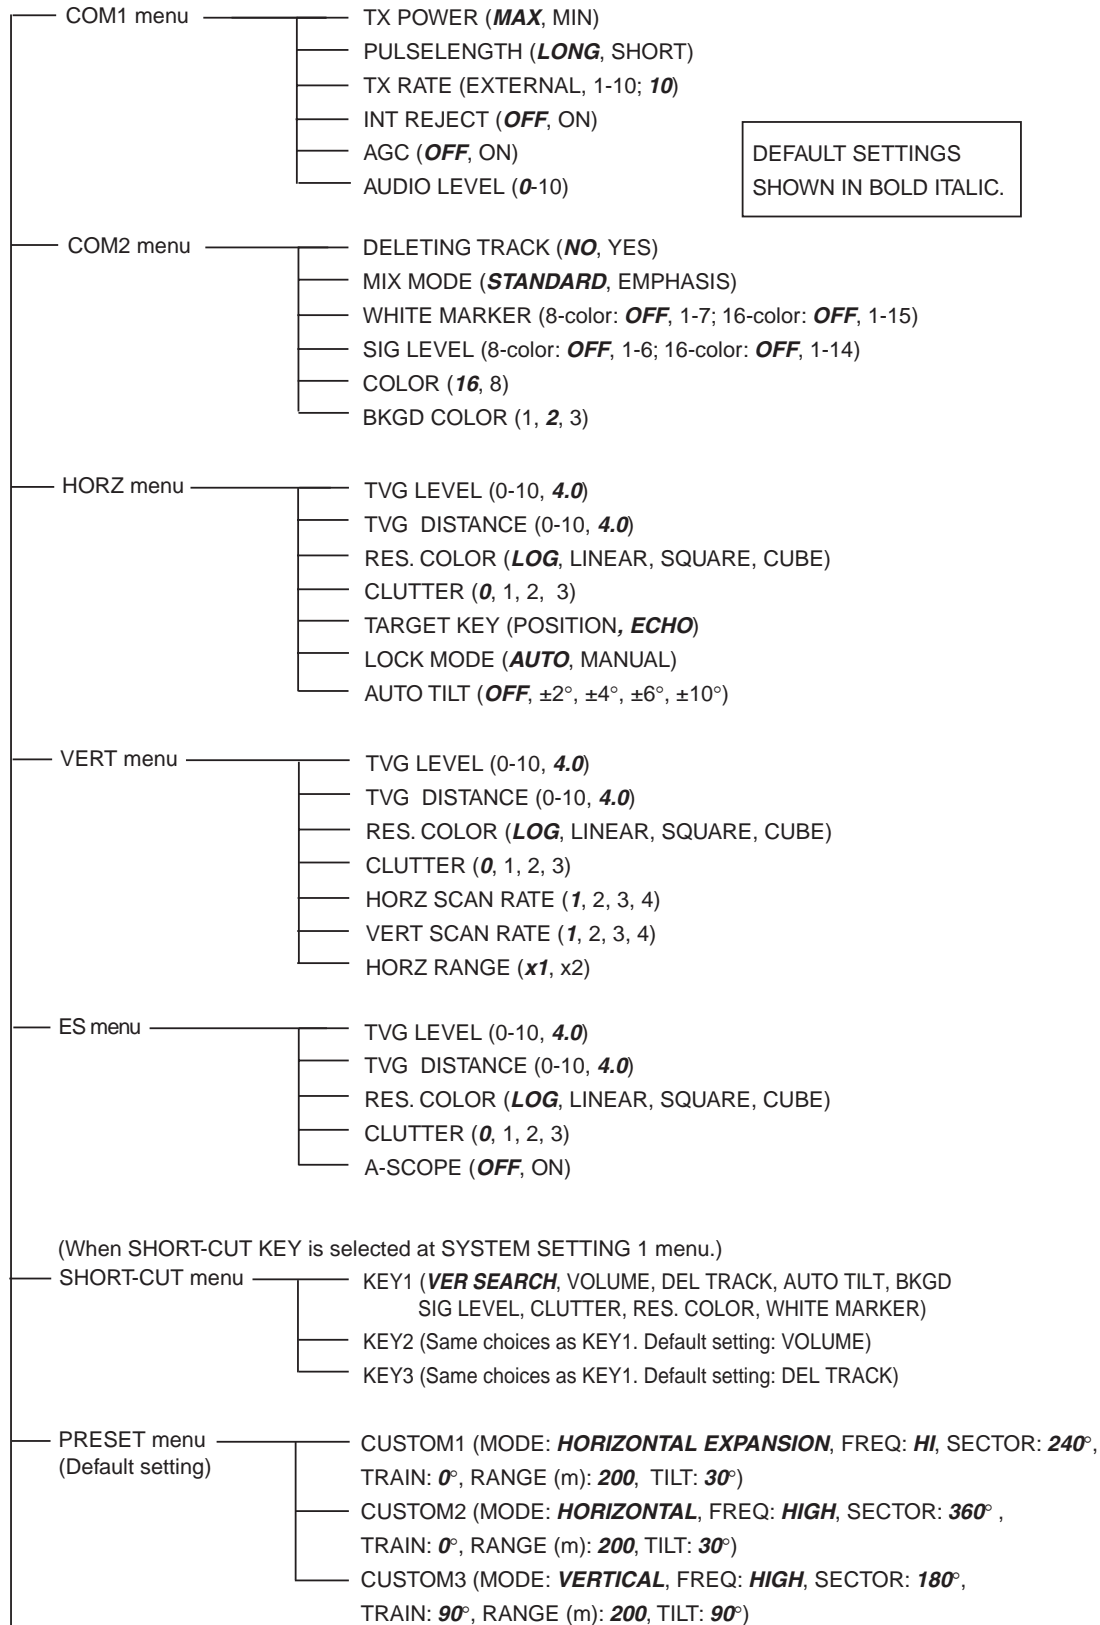 COM1 menu
TX POWER (MAX, MIN)
PULSELENGTH (LONG, SHORT)
TX RATE (EXTERNAL, 1-10; 10)
INT REJECT (OFF, ON)
AGC (OFF, ON)
AUDIO LEVEL (0-10)
DEFAULT SETTINGS
SHOWN IN BOLD ITALIC.
COM2 menu
DELETING TRACK (NO, YES)
MIX MODE (STANDARD, EMPHASIS)
WHITE MARKER (8-color: OFF, 1-7; 16-color: OFF, 1-15)
SIG LEVEL (8-color: OFF, 1-6; 16-color: OFF, 1-14)
COLOR (16, 8)
BKGD COLOR (1, 2, 3)
HORZ menu
TVG LEVEL (0-10, 4.0)
TVG DISTANCE (0-10, 4.0)
RES. COLOR (LOG, LINEAR, SQUARE, CUBE)
CLUTTER (0, 1, 2, 3)
TARGET KEY (POSITION, ECHO)
LOCK MODE (AUTO, MANUAL)
AUTO TILT (OFF, ±2°, ±4°, ±6°, ±10°)
VERT menu
TVG LEVEL (0-10, 4.0)
TVG DISTANCE (0-10, 4.0)
RES. COLOR (LOG, LINEAR, SQUARE, CUBE)
CLUTTER (0, 1, 2, 3)
HORZ SCAN RATE (1, 2, 3, 4)
VERT SCAN RATE (1, 2, 3, 4)
HORZ RANGE (x1, x2)
ES menu
TVG LEVEL (0-10, 4.0)
TVG DISTANCE (0-10, 4.0)
RES. COLOR (LOG, LINEAR, SQUARE, CUBE)
CLUTTER (0, 1, 2, 3)
A-SCOPE (OFF, ON)
(When SHORT-CUT KEY is selected at SYSTEM SETTING 1 menu.)
SHORT-CUT menu
KEY1 (VER SEARCH, VOLUME, DEL TRACK, AUTO TILT, BKGD
SIG LEVEL, CLUTTER, RES. COLOR, WHITE MARKER)
KEY2 (Same choices as KEY1. Default setting: VOLUME)
KEY3 (Same choices as KEY1. Default setting: DEL TRACK)
PRESET menu
(Default setting)
CUSTOM1 (MODE: HORIZONTAL EXPANSION, FREQ: HI, SECTOR: 240°,
TRAIN: 0°, RANGE (m): 200, TILT: 30°)
CUSTOM2 (MODE: HORIZONTAL, FREQ: HIGH, SECTOR: 360° ,
TRAIN: 0°, RANGE (m): 200, TILT: 30°)
CUSTOM3 (MODE: VERTICAL, FREQ: HIGH, SECTOR: 180°,
TRAIN: 90°, RANGE (m): 200, TILT: 90°)